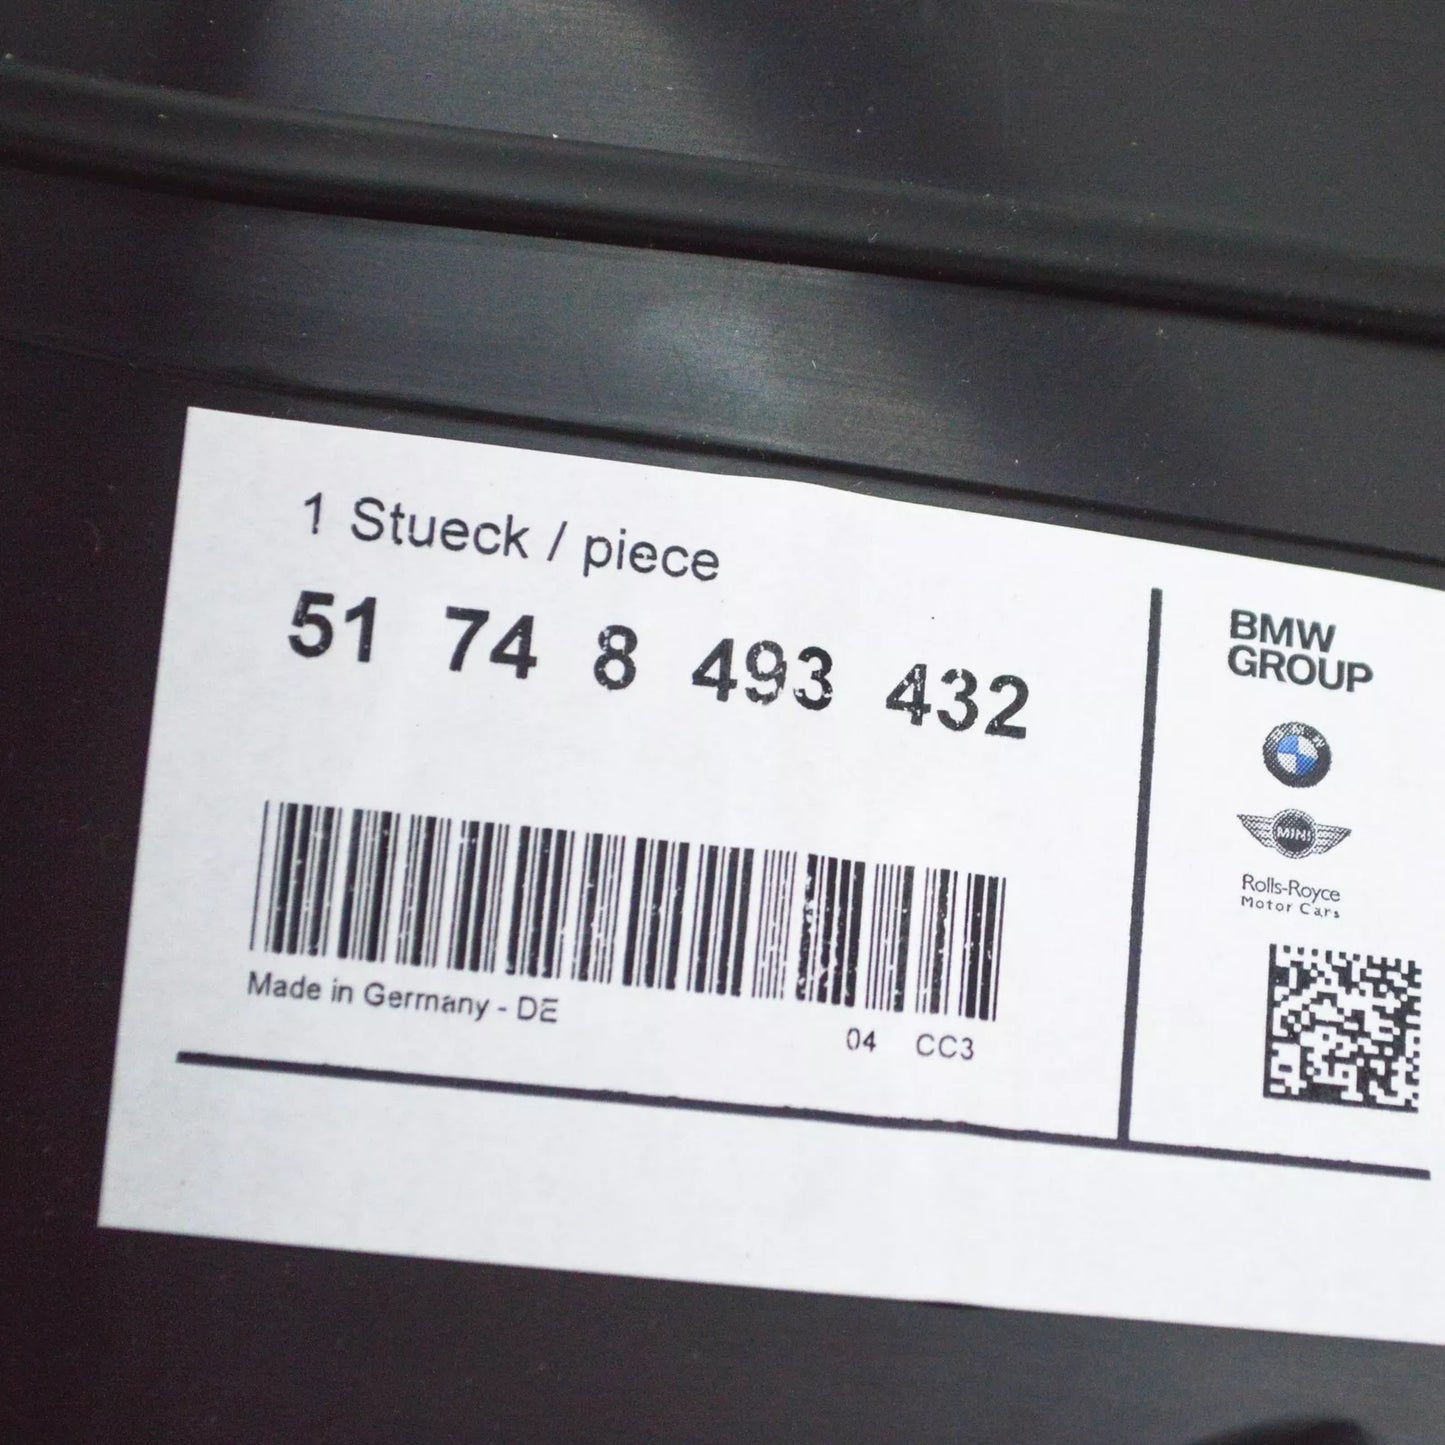 1 Stueck / piece
51 74 8 493 432
Made in Germany - DE
04 CC3
BMW
GROUP
MINI
Rolls-Royce
Motor Cars